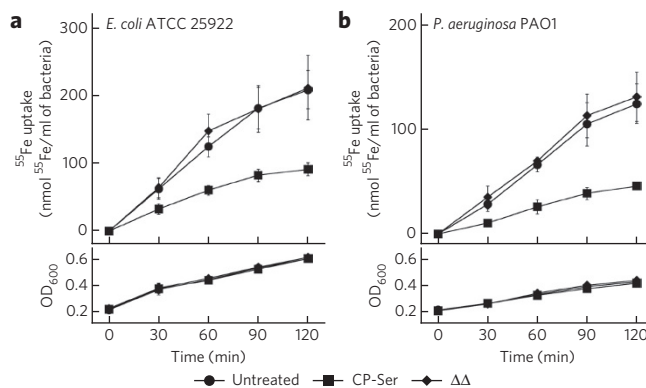 a
E. coli ATCC 25922
300
200
100
0
55Fe uptake
(nmol 55Fe/ml of bacteria)
0.6
0.4
0.2
OD600
0 30 60 90 120
Time (min)
b
P. aeruginosa PAO1
100
0
55Fe uptake
(nmol 55Fe/ml of bacteria)
0.6
0.4
0.2
OD600
0 30 60 90 120
Time (min)
Untreated CP-Ser ΔΔ